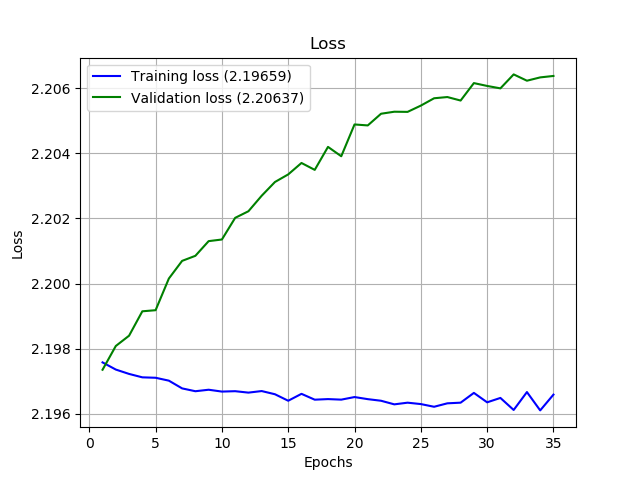 Loss
Training loss (2.19659)
Validation loss (2.20637)
2.206
2.204
2.202
2.200
2.198
2.196
Loss
0 5 10 15 20 25 30 35
Epochs